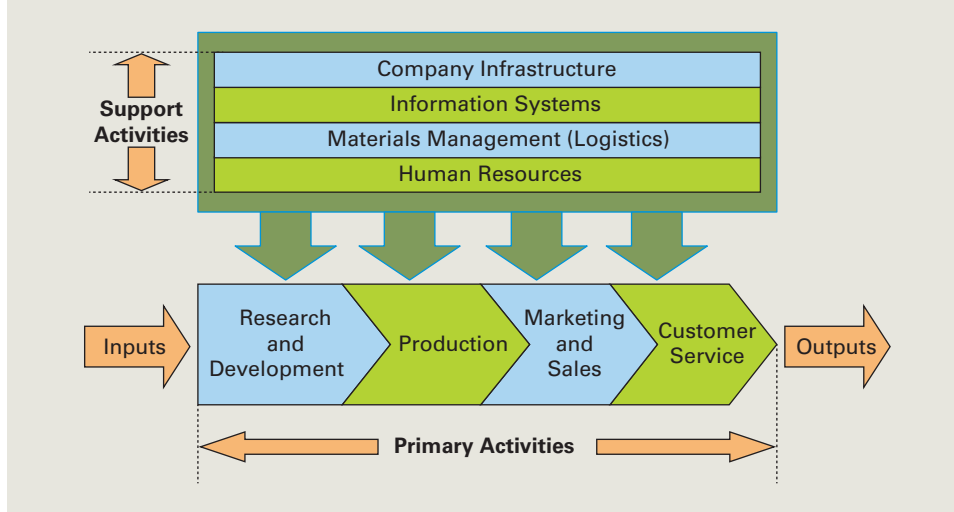 Company Infrastructure
Support
Activities
Information Systems
Materials Management (Logistics)
Human Resources
Inputs
Research
and
Development
Production
Marketing
and
Sales
Customer
Service
Outputs
Primary Activities